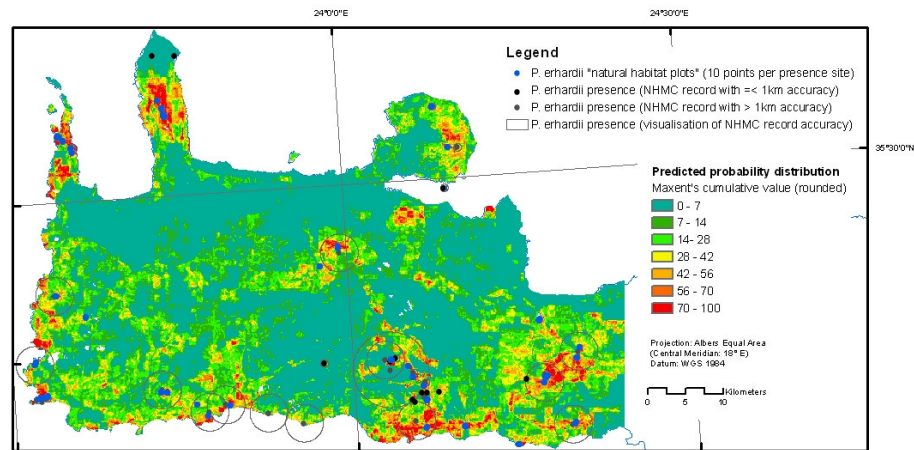 24°0'0"E
24°30'0"E
Legend
P. erhardii "natural habitat plots" (10 points per presence site)
P. erhardii presence (NHMC record with =< 1km accuracy)
P. erhardii presence (NHMC record with > 1km accuracy)
P. erhardii presence (visualisation of NHMC record accuracy)
35°30'0"N
Predicted probability distribution
Maxent's cumulative value (rounded)
0 - 7
7 - 14
14 - 28
28 - 42
42 - 56
56 - 70
70 - 100
Projection: Albers Equal Area
(Central Meridian: 18° E)
Datum: WGS 1984
Kilometers
0 5 10